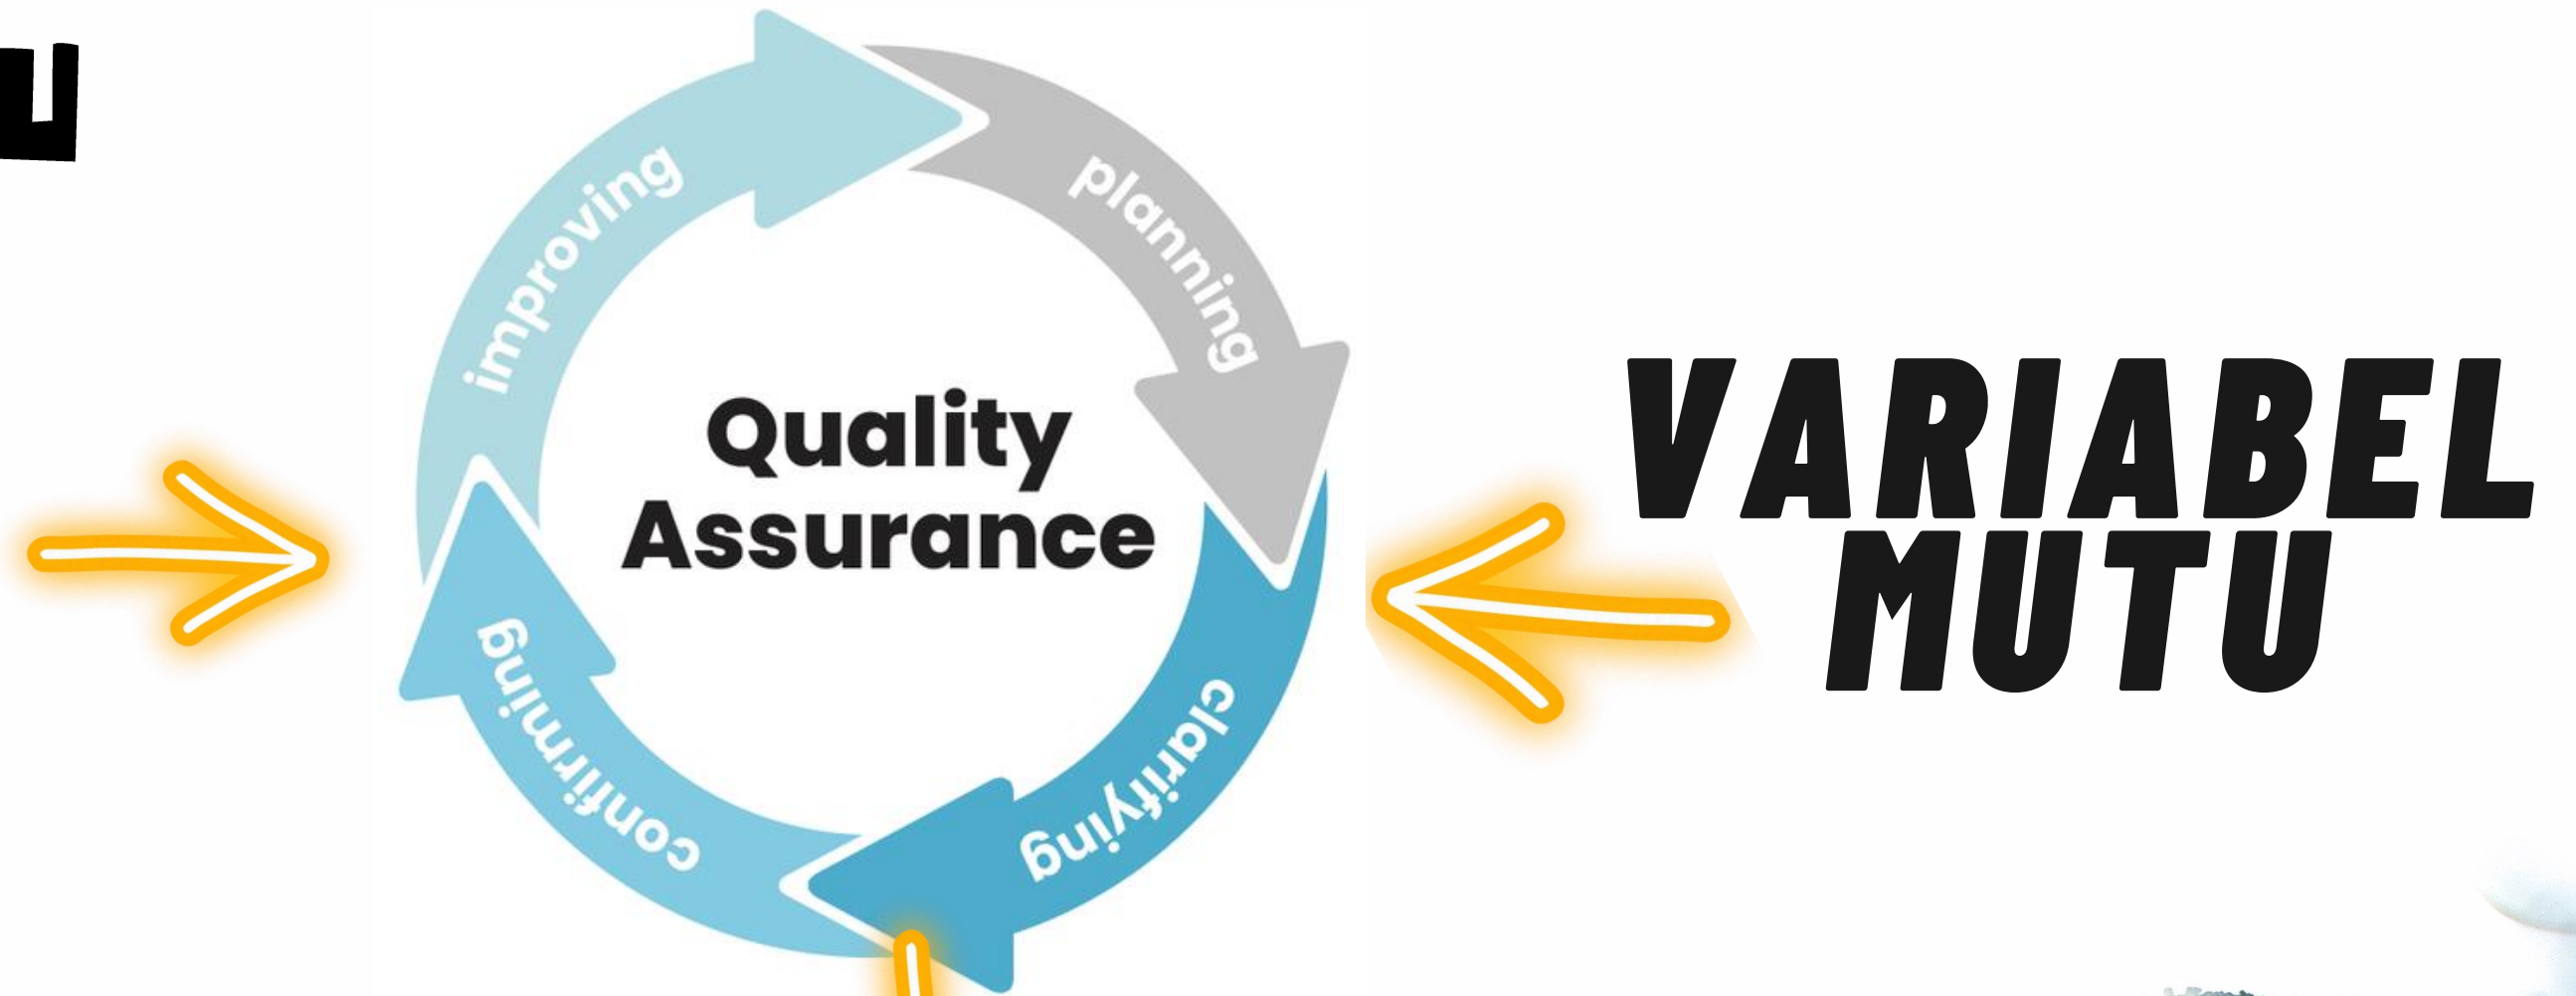 improving
planning
Quality
Assurance
clarifying
confirming
VARIABEL
MUTU